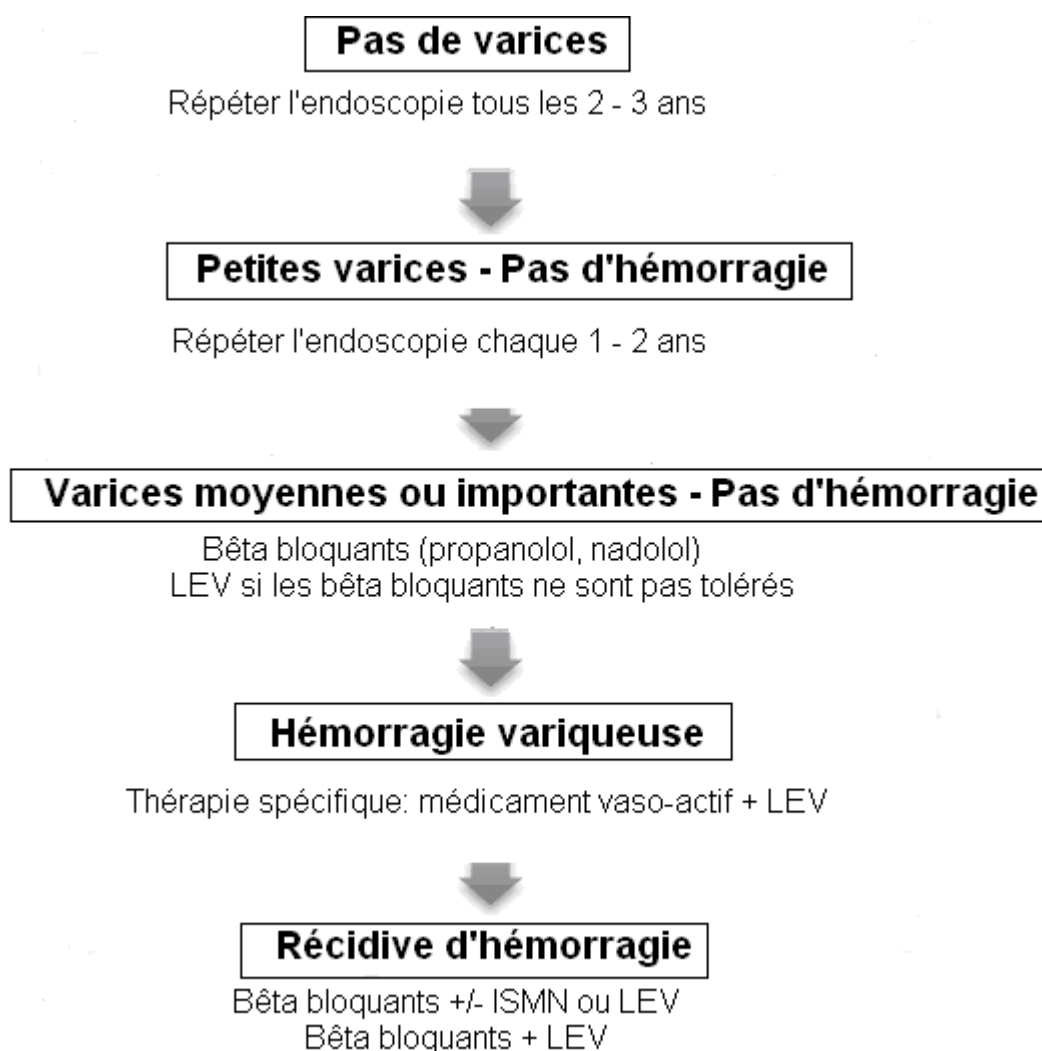 Pas de varices
Répéter l'endoscopie tous les 2 - 3 ans
Petites varices - Pas d'hémorragie
Répéter l'endoscopie chaque 1 - 2 ans
Varices moyennes ou importantes - Pas d'hémorragie
Bêta bloquants (propanolol, nadolol)
LEV si les bêta bloquants ne sont pas tolérés
Hémorragie variqueuse
Thérapie spécifique: médicament vaso-actif + LEV
Récidive d'hémorragie
Bêta bloquants +/- ISMN ou LEV
Bêta bloquants + LEV